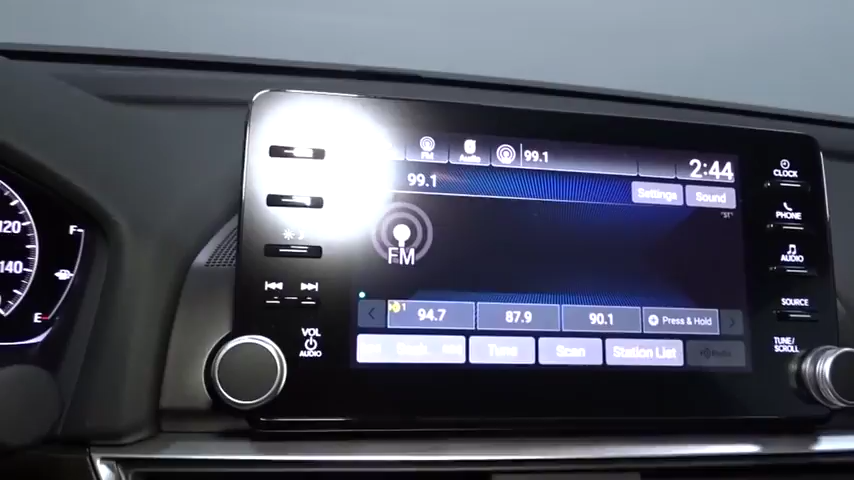 120
140
F
E
FM
Audio
99.1
2:44
99.1
Settings
Sound
FM
1
94.7
87.9
90.1
Press & Hold
Tune
Scan
Station List
VOL
AUDIO
CLOCK
PHONE
AUDIO
SOURCE
TUNE/
SCROLL